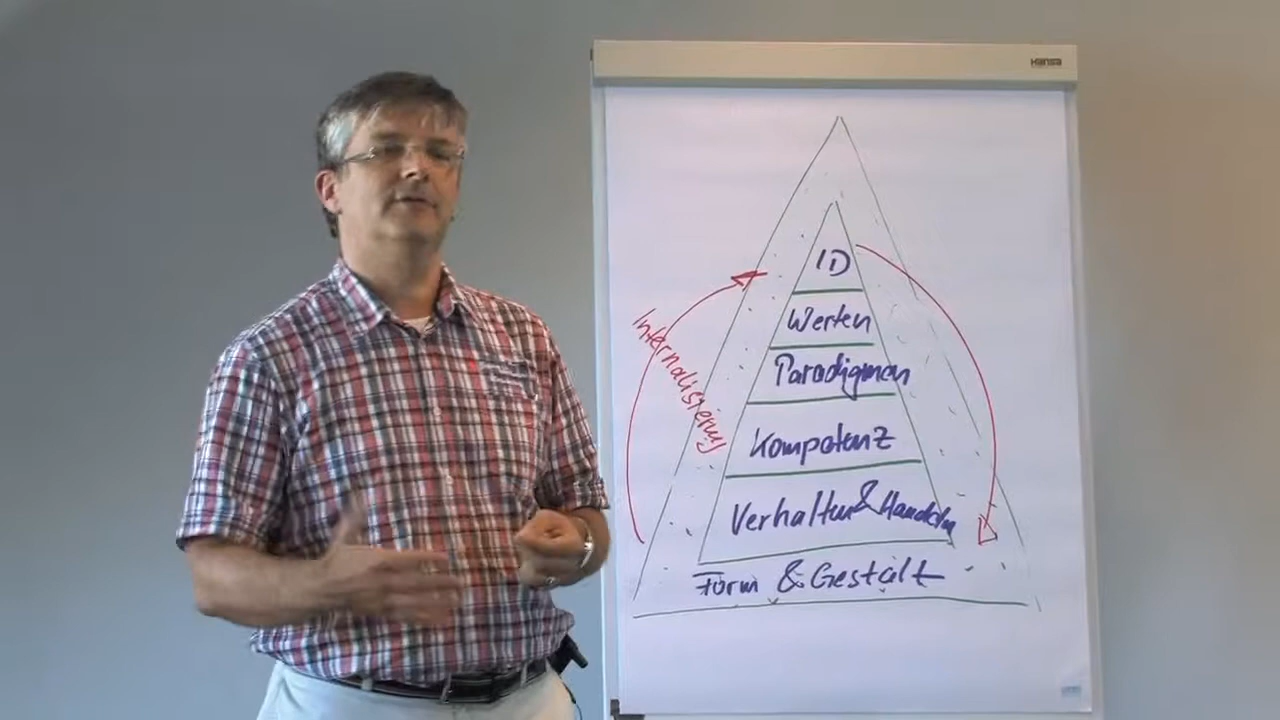 Hansa
ID
Werten
Paradigmen
Kompetenz
Verhalten & Handeln
Form & Gestalt
Internalisierung